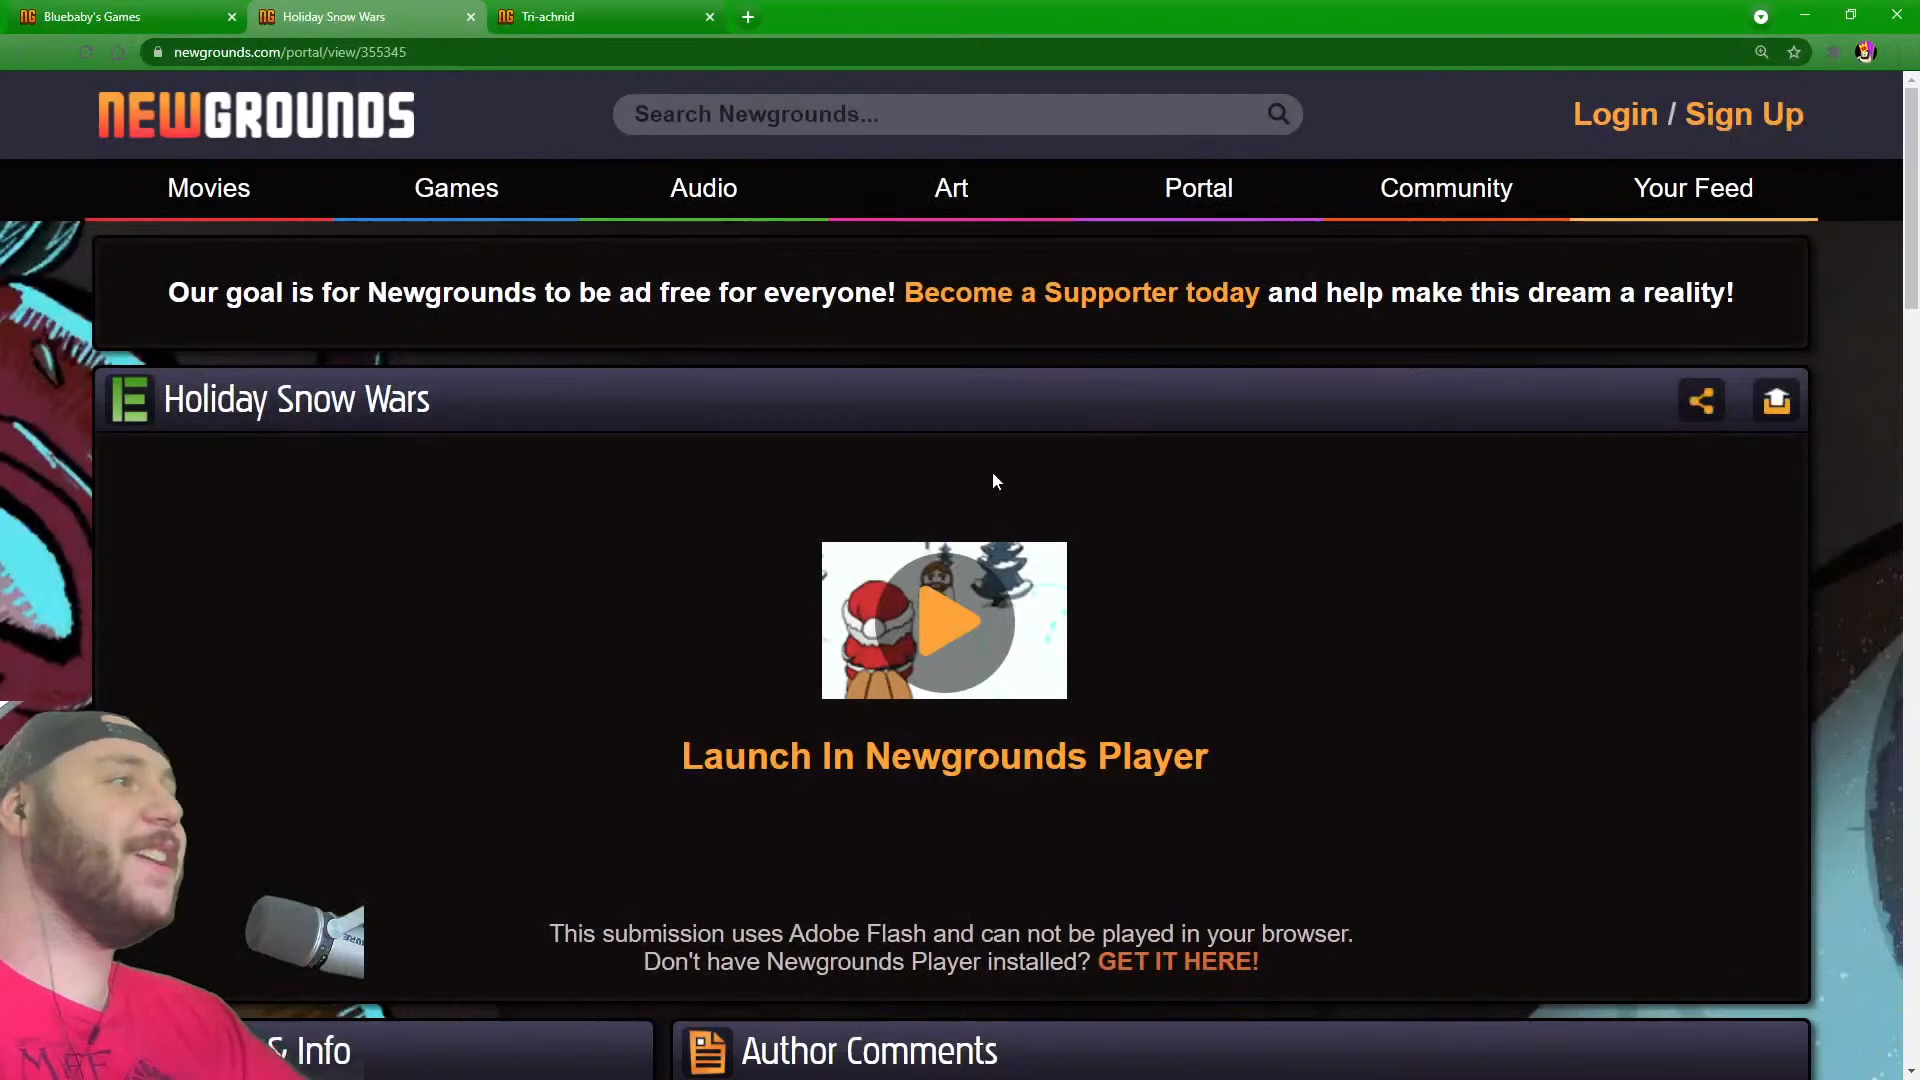 Bluebaby's Games
Holiday Snow Wars
Tri-achnid
newgrounds.com/portal/view/355345
NEWGROUNDS
Search Newgrounds...
Login / Sign Up
Movies
Games
Audio
Art
Portal
Community
Your Feed
Our goal is for Newgrounds to be ad free for everyone! Become a Supporter today and help make this dream a reality!
E Holiday Snow Wars
Launch In Newgrounds Player
This submission uses Adobe Flash and can not be played in your browser.
Don't have Newgrounds Player installed? GET IT HERE!
& Info
Author Comments